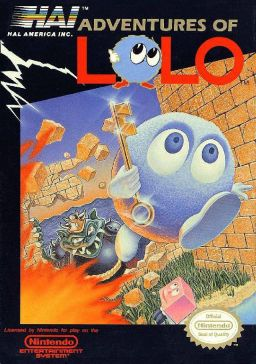 HAL™
HAL AMERICA INC.
ADVENTURES OF
LOLO
Licensed by Nintendo for play on the
Nintendo
ENTERTAINMENT
SYSTEM
Official
Nintendo
Seal of Quality